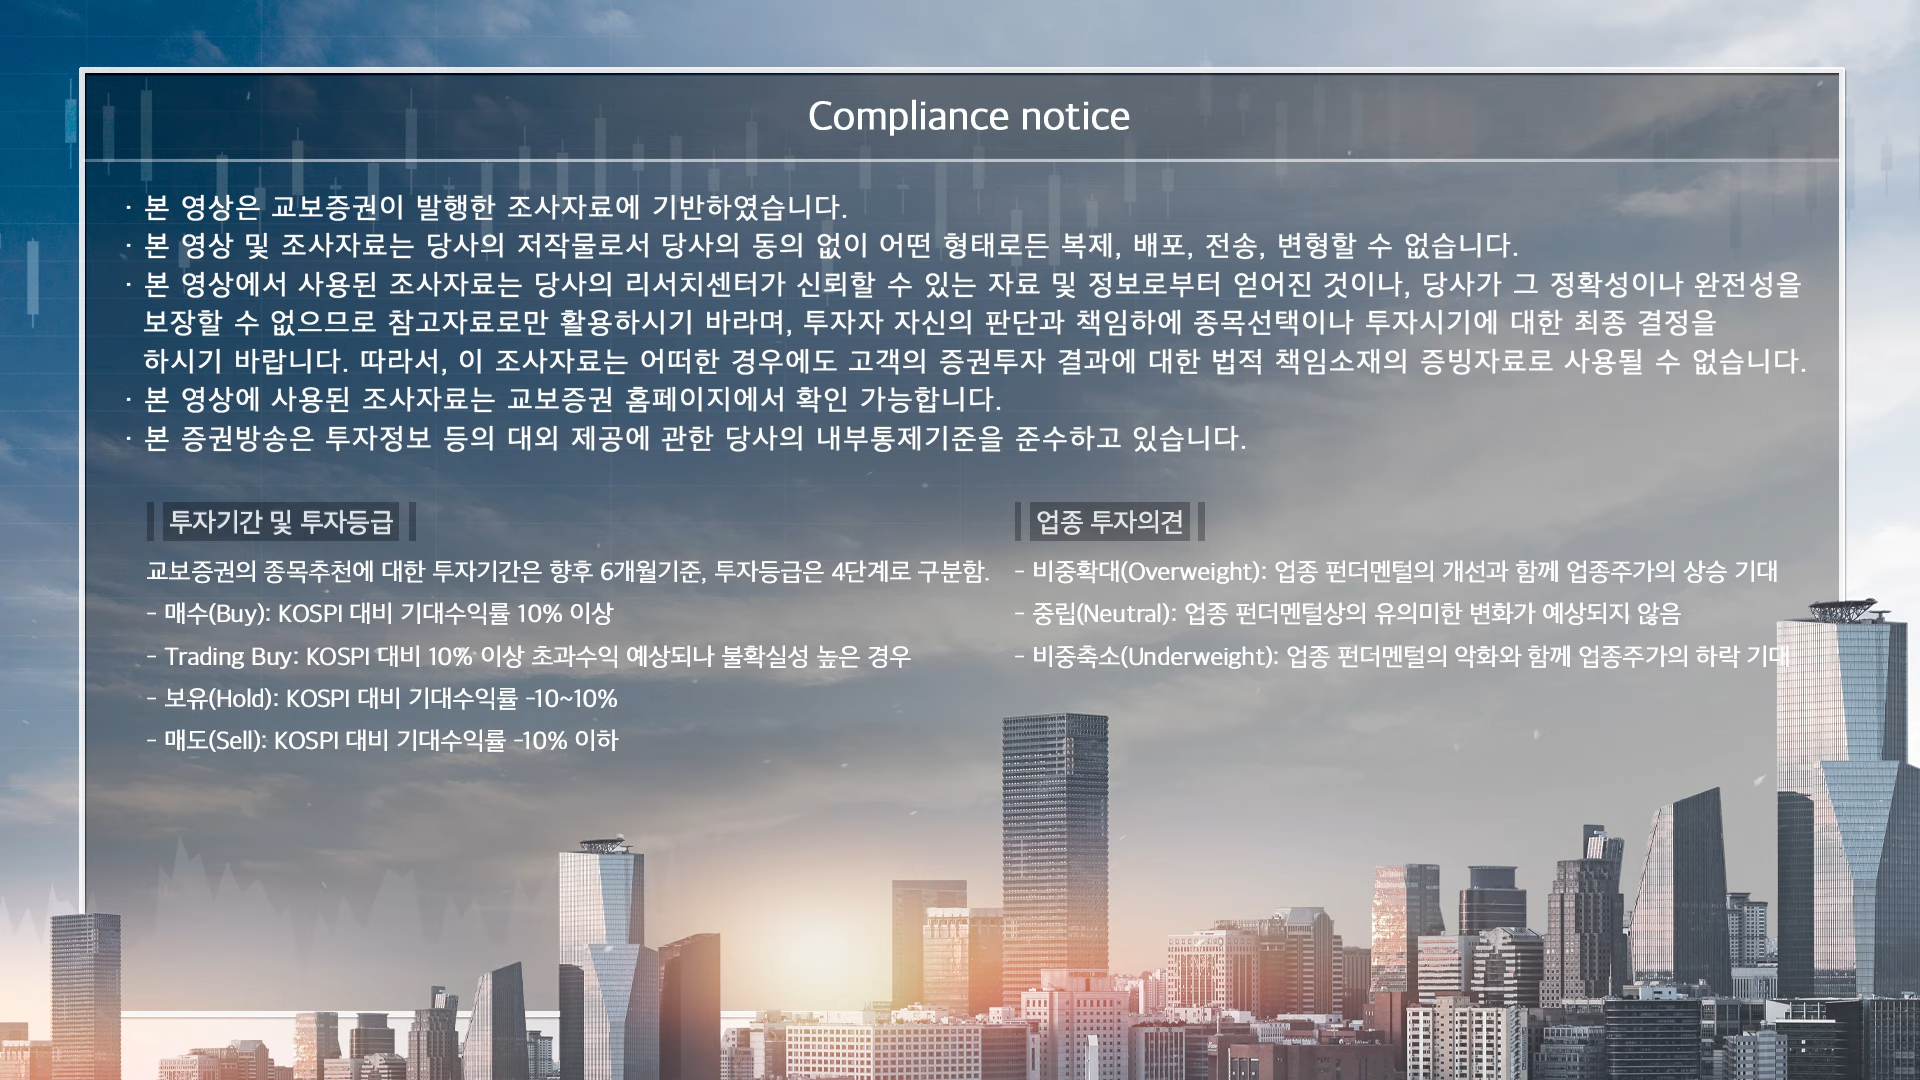 Compliance notice
· 본 영상은 교보증권이 발행한 조사자료에 기반하였습니다.
· 본 영상 및 조사자료는 당사의 저작물로서 당사의 동의 없이 어떤 형태로든 복제, 배포, 전송, 변형할 수 없습니다.
· 본 영상에서 사용된 조사자료는 당사의 리서치센터가 신뢰할 수 있는 자료 및 정보로부터 얻어진 것이나, 당사가 그 정확성이나 완전성을
보장할 수 없으므로 참고자료로만 활용하시기 바라며, 투자자 자신의 판단과 책임하에 종목선택이나 투자시기에 대한 최종 결정을
하시기 바랍니다. 따라서, 이 조사자료는 어떠한 경우에도 고객의 증권투자 결과에 대한 법적 책임소재의 증빙자료로 사용될 수 없습니다.
· 본 영상에 사용된 조사자료는 교보증권 홈페이지에서 확인 가능합니다.
· 본 증권방송은 투자정보 등의 대외 제공에 관한 당사의 내부통제기준을 준수하고 있습니다.
투자기간 및 투자등급
교보증권의 종목추천에 대한 투자기간은 향후 6개월기준, 투자등급은 4단계로 구분함.
- 매수(Buy): KOSPI 대비 기대수익률 10% 이상
- Trading Buy: KOSPI 대비 10% 이상 초과수익 예상되나 불확실성 높은 경우
- 보유(Hold): KOSPI 대비 기대수익률 -10~10%
- 매도(Sell): KOSPI 대비 기대수익률 -10% 이하
업종 투자의견
- 비중확대(Overweight): 업종 펀더멘털의 개선과 함께 업종주가의 상승 기대
- 중립(Neutral): 업종 펀더멘털상의 유의미한 변화가 예상되지 않음
- 비중축소(Underweight): 업종 펀더멘털의 악화와 함께 업종주가의 하락 기대